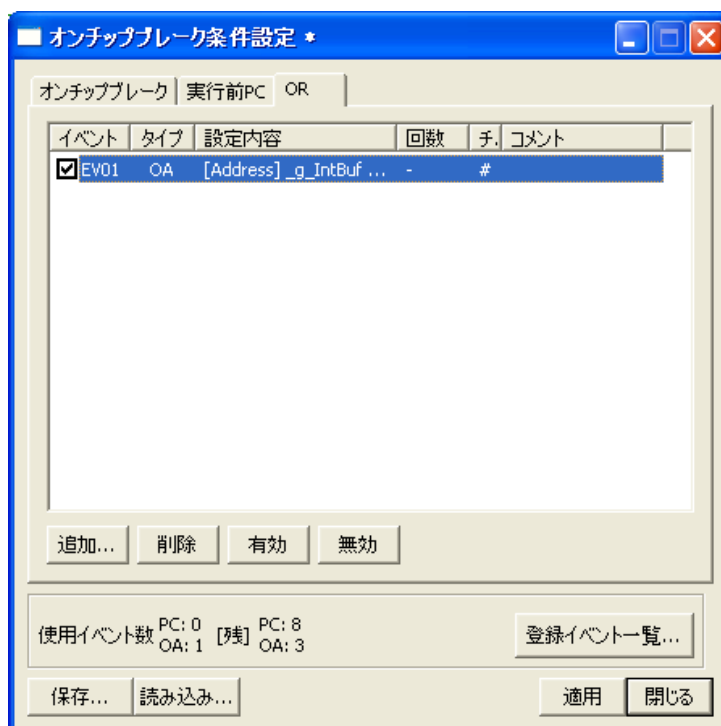 オンチップブレーク条件設定 *
オンチップブレーク 実行前PC OR
イベント タイプ 設定内容 回数 チ. コメント
EV01 OA [Address] _g_IntBuf ... - #
追加... 削除 有効 無効
使用イベント数 PC: 0 [残] PC: 8
OA: 1 OA: 3
登録イベント一覧...
保存... 読み込み... 適用 閉じる